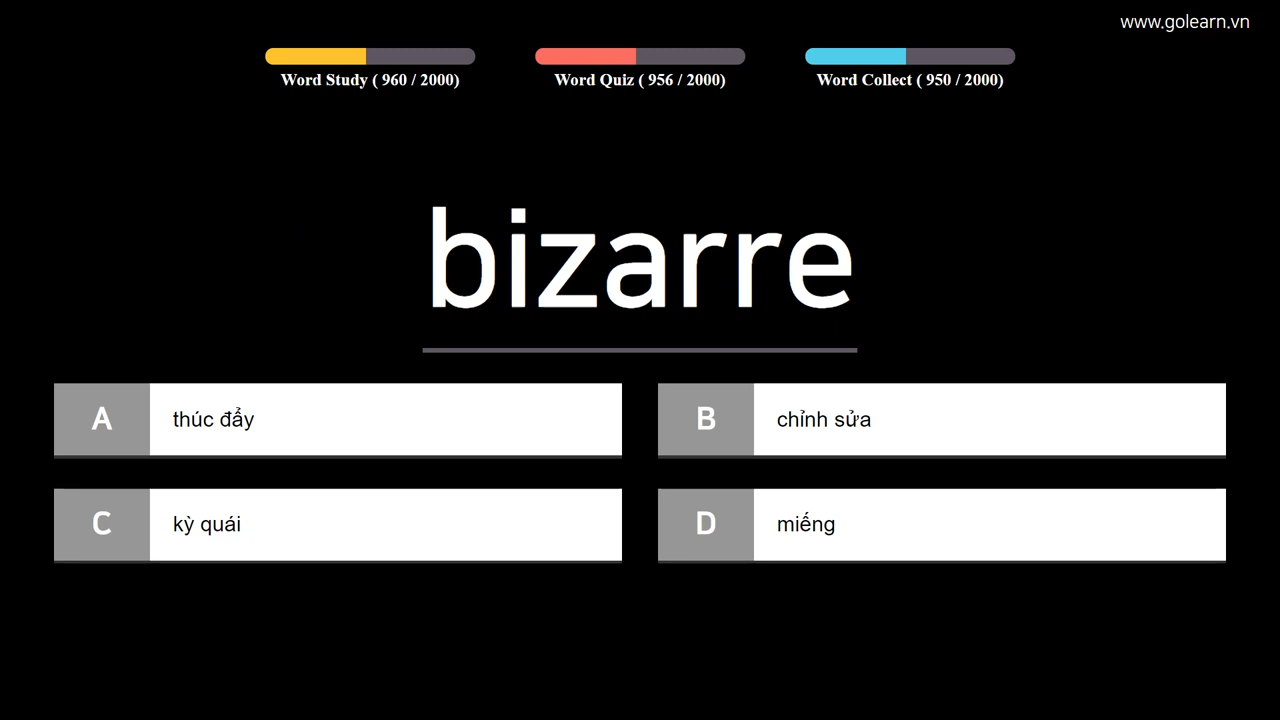 www.golearn.vn
Word Study ( 960 / 2000)
Word Quiz ( 956 / 2000)
Word Collect ( 950 / 2000)
bizarre
A thúc đẩy
B chỉnh sửa
C kỳ quái
D miếng